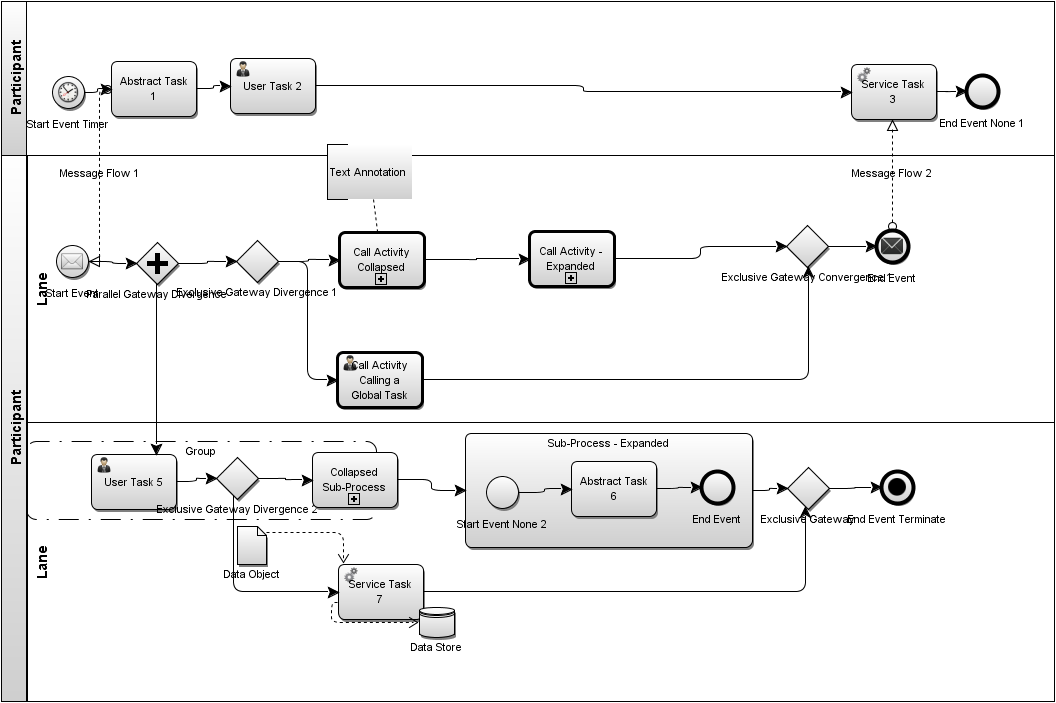 Participant
Start Event Timer
Abstract Task
1
User Task 2
Service Task
3
End Event None 1
Message Flow 1
Message Flow 2
Participant
Lane
Text Annotation
Start Event
Parallel Gateway Divergence
Exclusive Gateway Divergence 1
Call Activity
Collapsed
Call Activity -
Expanded
Exclusive Gateway Convergence 1
End Event
Call Activity
Calling a
Global Task
Lane
Group
User Task 5
Exclusive Gateway Divergence 2
Collapsed
Sub-Process
Sub-Process - Expanded
Start Event None 2
Abstract Task
6
End Event
Exclusive Gateway
End Event Terminate
Data Object
Service Task
7
Data Store